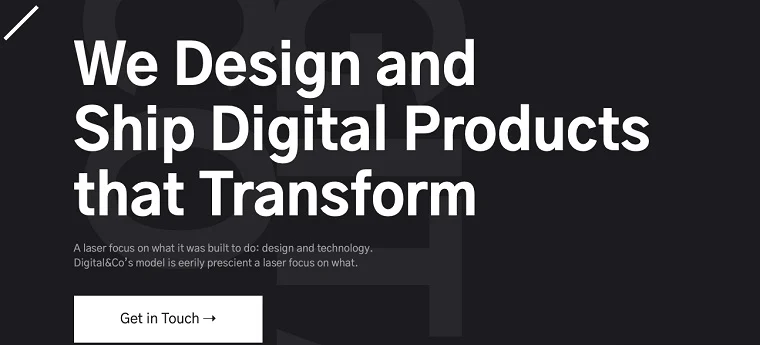 We Design and
Ship Digital Products
that Transform
A laser focus on what it was built to do: design and technology.
Digital&Co's model is eerily prescient a laser focus on what.
Get in Touch →